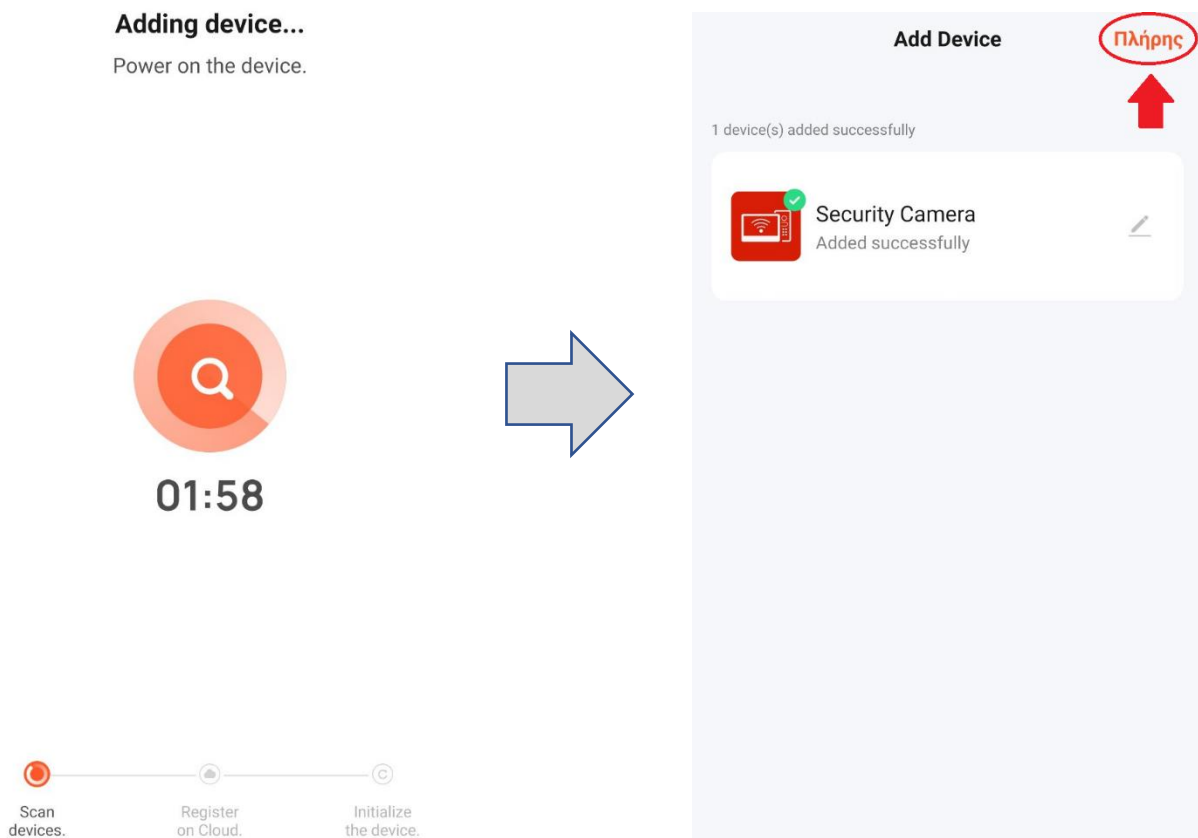 Adding device...
Power on the device.
01:58
Scan
devices.
Register
on Cloud.
Initialize
the device.
Add Device
Πλήρης
1 device(s) added successfully
Security Camera
Added successfully